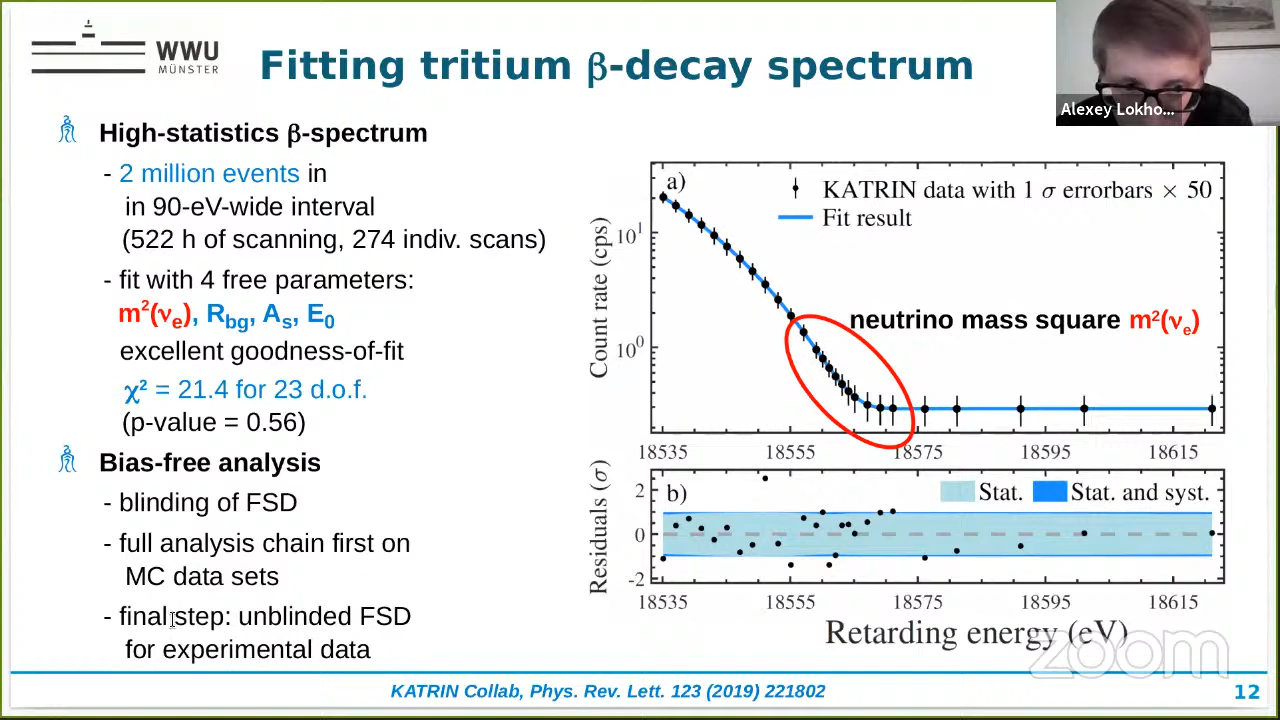 WWU
MÜNSTER
Fitting tritium β-decay spectrum
Alexey Lokho...
High-statistics β-spectrum
- 2 million events in
in 90-eV-wide interval
(522 h of scanning, 274 indiv. scans)
- fit with 4 free parameters:
m²(νₑ), R_bg, A_s, E₀
excellent goodness-of-fit
χ² = 21.4 for 23 d.o.f.
(p-value = 0.56)
Bias-free analysis
- blinding of FSD
- full analysis chain first on
MC data sets
- final step: unblinded FSD
for experimental data
a)
KATRIN data with 1 σ errorbars × 50
Fit result
Count rate (cps)
10¹
10⁰
neutrino mass square m²(νₑ)
18535 18555 18575 18595 18615
b)
Stat. Stat. and syst.
Residuals (σ)
2
0
-2
18535 18555 18575 18595 18615
Retarding energy (eV)
zoom
KATRIN Collab, Phys. Rev. Lett. 123 (2019) 221802
12